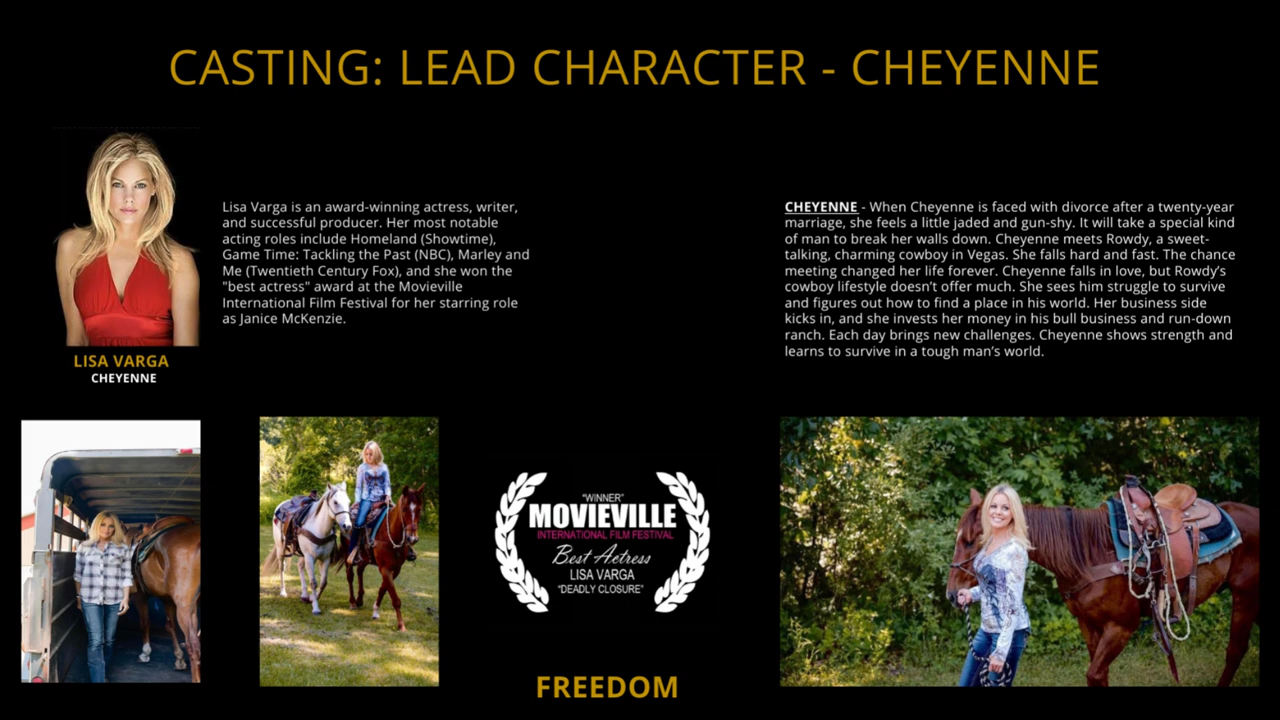 CASTING: LEAD CHARACTER - CHEYENNE
Lisa Varga is an award-winning actress, writer,
and successful producer. Her most notable
acting roles include Homeland (Showtime),
Game Time: Tackling the Past (NBC), Marley and
Me (Twentieth Century Fox), and she won the
"best actress" award at the Movieville
International Film Festival for her starring role
as Janice McKenzie.
LISA VARGA
CHEYENNE
CHEYENNE - When Cheyenne is faced with divorce after a twenty-year
marriage, she feels a little jaded and gun-shy. It will take a special kind
of man to break her walls down. Cheyenne meets Rowdy, a sweet-
talking, charming cowboy in Vegas. She falls hard and fast. The chance
meeting changed her life forever. Cheyenne falls in love, but Rowdy’s
cowboy lifestyle doesn’t offer much. She sees him struggle to survive
and figures out how to find a place in his world. Her business side
kicks in, and she invests her money in his bull business and run-down
ranch. Each day brings new challenges. Cheyenne shows strength and
learns to survive in a tough man’s world.
“WINNER”
MOVIEVILLE
INTERNATIONAL FILM FESTIVAL
Best Actress
LISA VARGA
“DEADLY CLOSURE”
FREEDOM